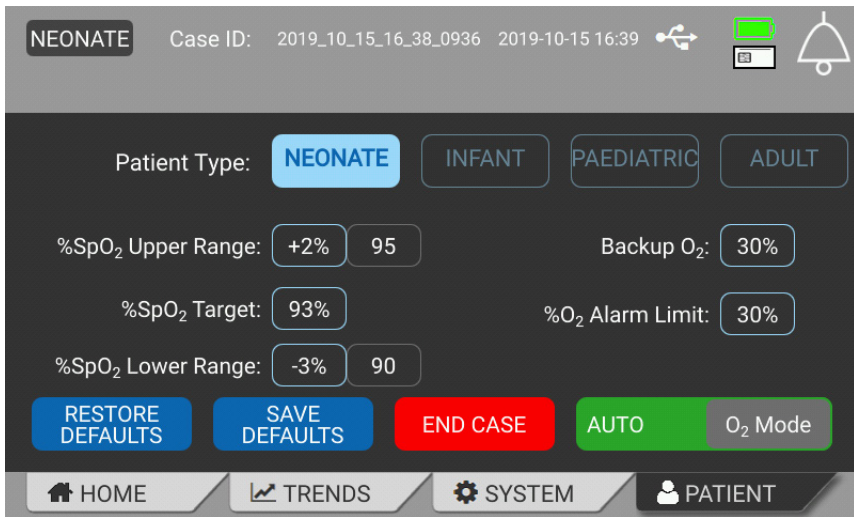 NEONATE Case ID: 2019_10_15_16_38_0936 2019-10-15 16:39
Patient Type: NEONATE INFANT PAEDIATRIC ADULT
%SpO₂ Upper Range: +2% 95 Backup O₂: 30%
%SpO₂ Target: 93% %O₂ Alarm Limit: 30%
%SpO₂ Lower Range: -3% 90
RESTORE DEFAULTS SAVE DEFAULTS END CASE AUTO O₂ Mode
HOME TRENDS SYSTEM PATIENT